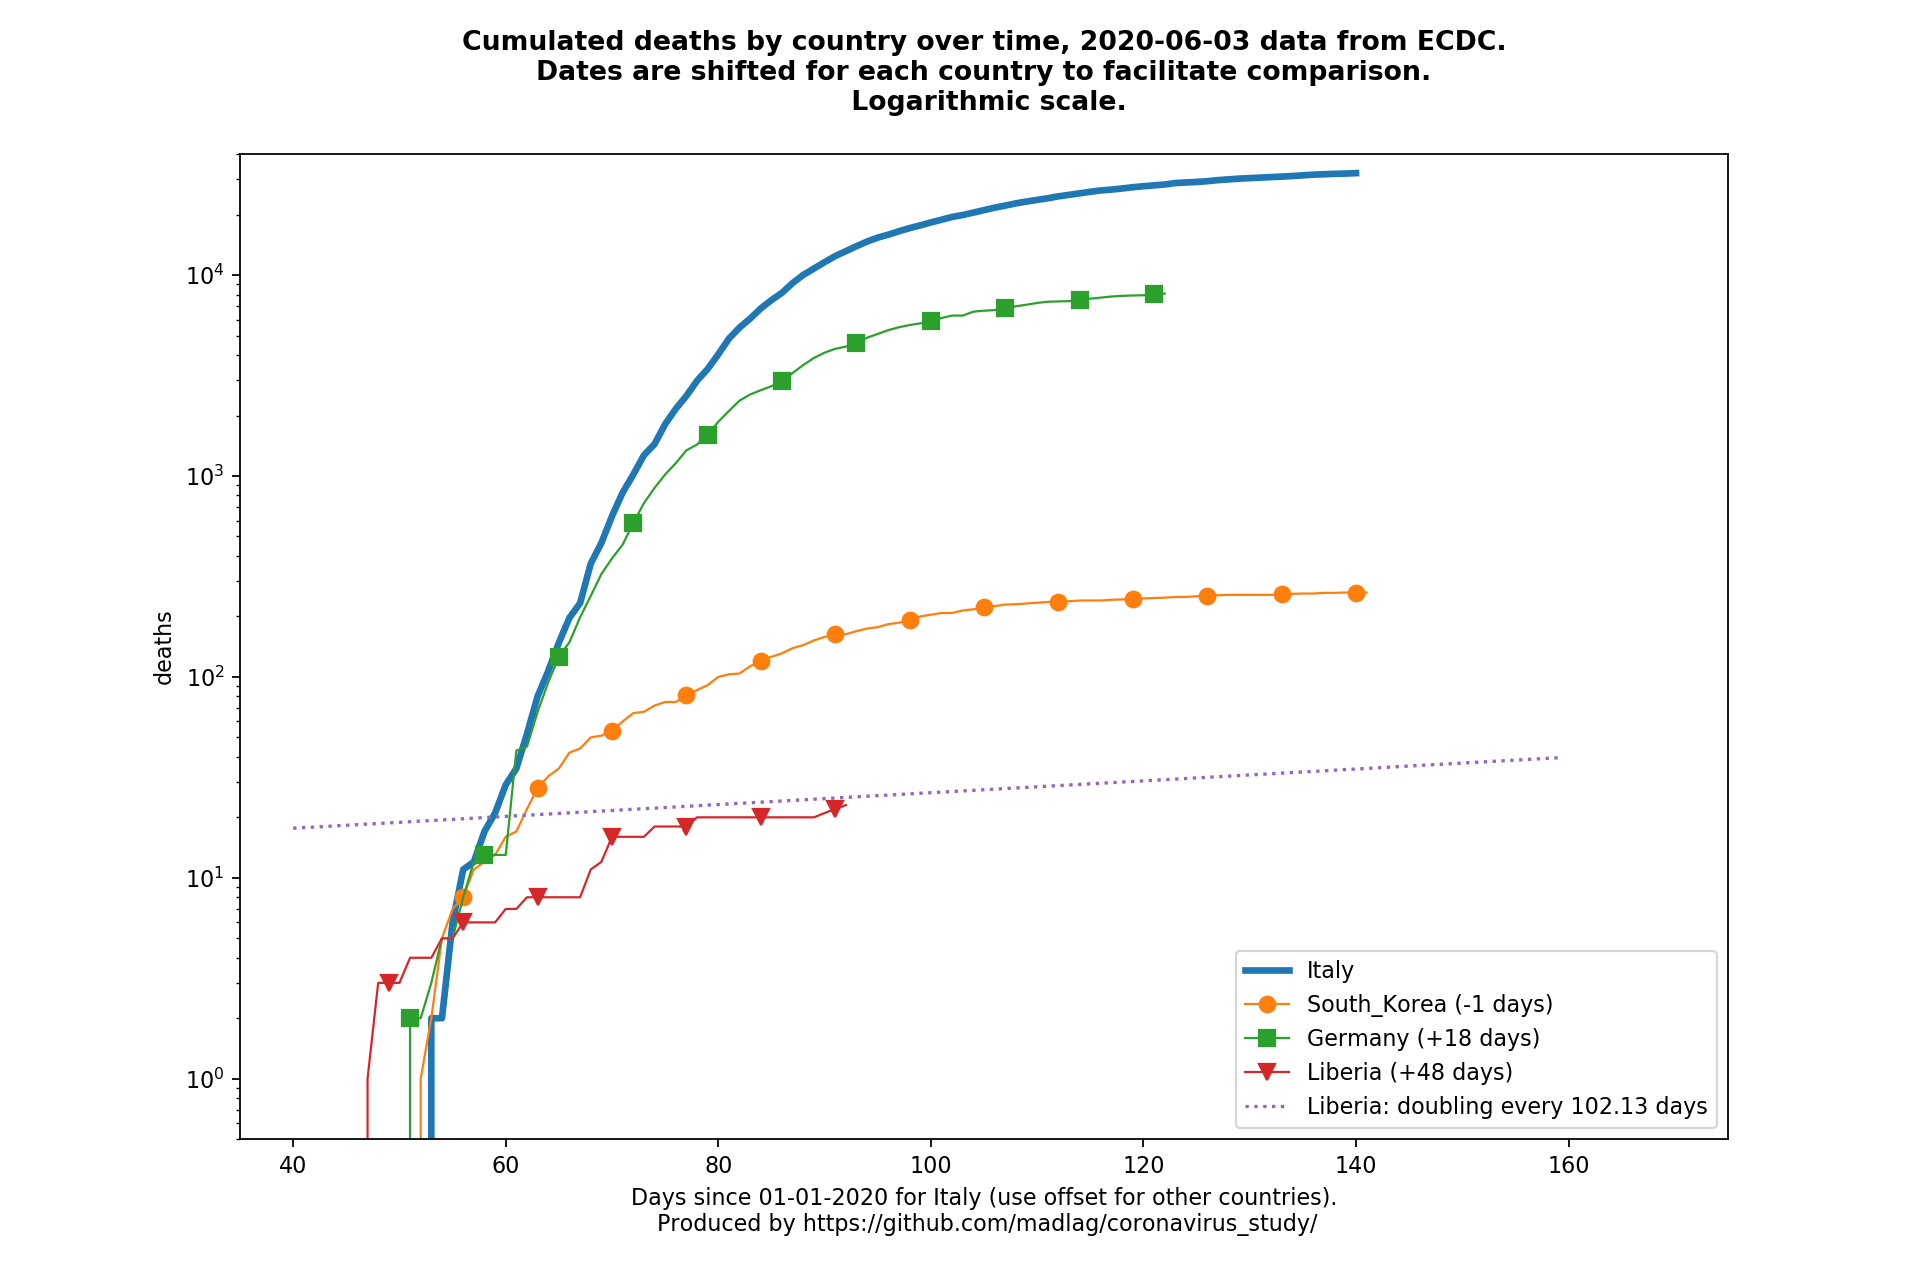 Cumulated deaths by country over time, 2020-06-03 data from ECDC.
Dates are shifted for each country to facilitate comparison.
Logarithmic scale.
deaths
10^4
10^3
10^2
10^1
10^0
40 60 80 100 120 140 160
Italy
South_Korea (-1 days)
Germany (+18 days)
Liberia (+48 days)
Liberia: doubling every 102.13 days
Days since 01-01-2020 for Italy (use offset for other countries).
Produced by https://github.com/madlag/coronavirus_study/